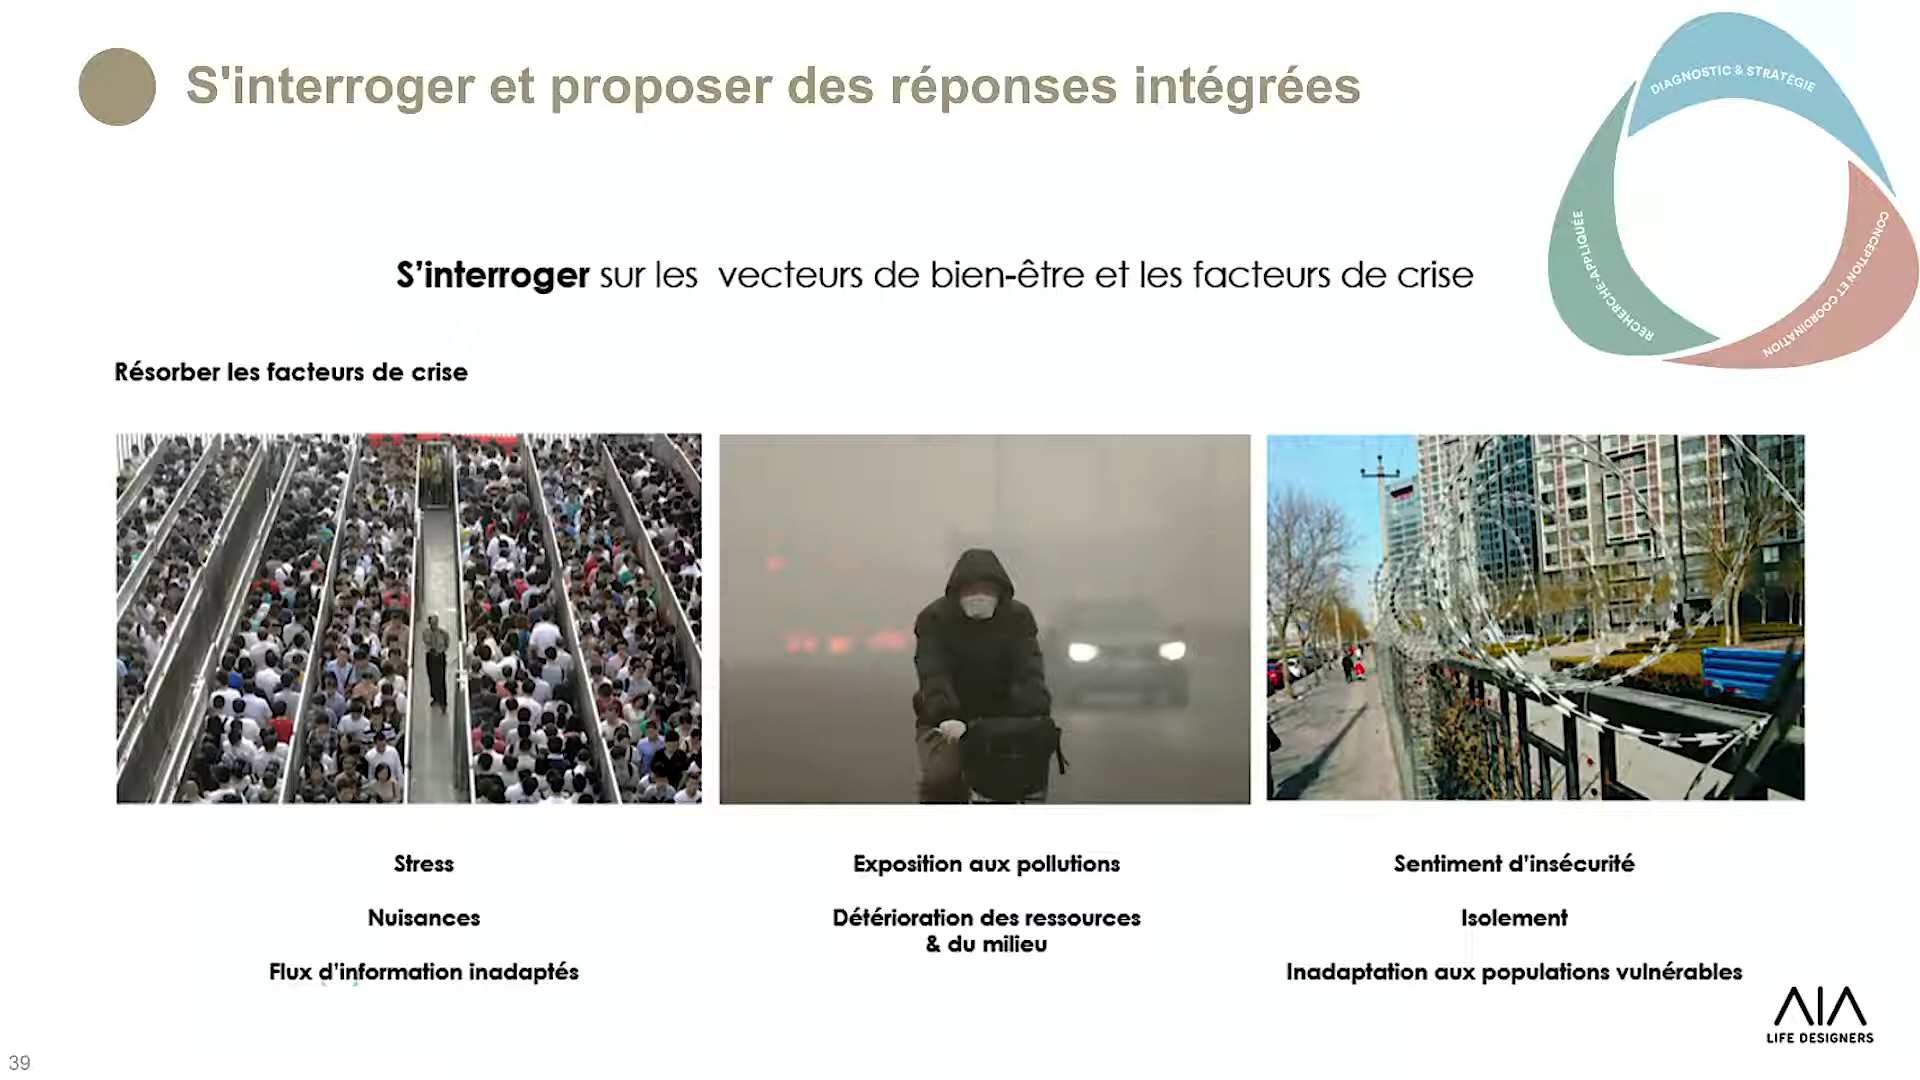 S'interroger et proposer des réponses intégrées
DIAGNOSTIC & STRATÉGIE
RECHERCHE-APPLIQUÉE
CONCEPTION ET COORDINATION
S'interroger sur les vecteurs de bien-être et les facteurs de crise
Résorber les facteurs de crise
Stress
Nuisances
Flux d'information inadaptés
Exposition aux pollutions
Détérioration des ressources
& du milieu
Sentiment d'insécurité
Isolement
Inadaptation aux populations vulnérables
AIA
LIFE DESIGNERS
39